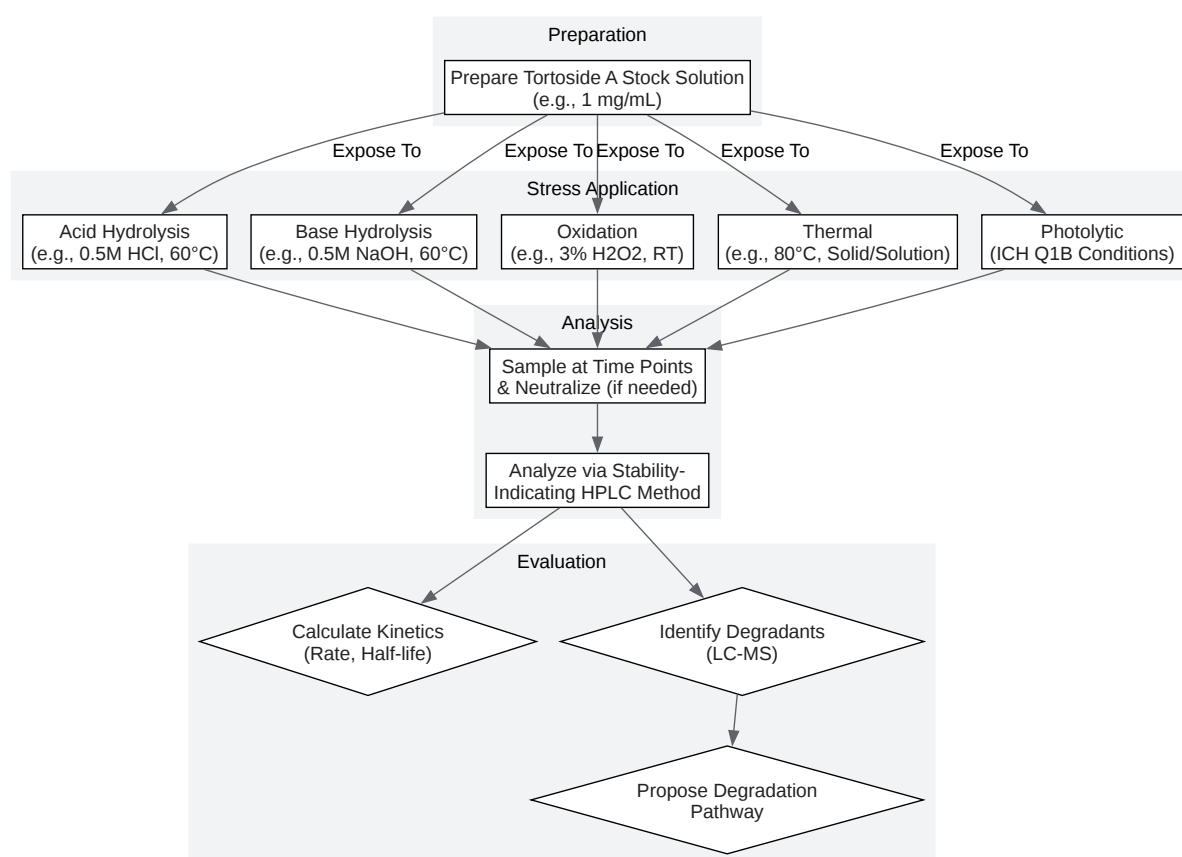 Preparation
Prepare Tortoside A Stock Solution
(e.g., 1 mg/mL)
Expose To
Expose To
Expose To
Expose To
Expose To
Stress Application
Acid Hydrolysis
(e.g., 0.5M HCl, 60°C)
Base Hydrolysis
(e.g., 0.5M NaOH, 60°C)
Oxidation
(e.g., 3% H2O2, RT)
Thermal
(e.g., 80°C, Solid/Solution)
Photolytic
(ICH Q1B Conditions)
Analysis
Sample at Time Points
& Neutralize (if needed)
Analyze via Stability-
Indicating HPLC Method
Evaluation
Calculate Kinetics
(Rate, Half-life)
Identify Degradants
(LC-MS)
Propose Degradation
Pathway